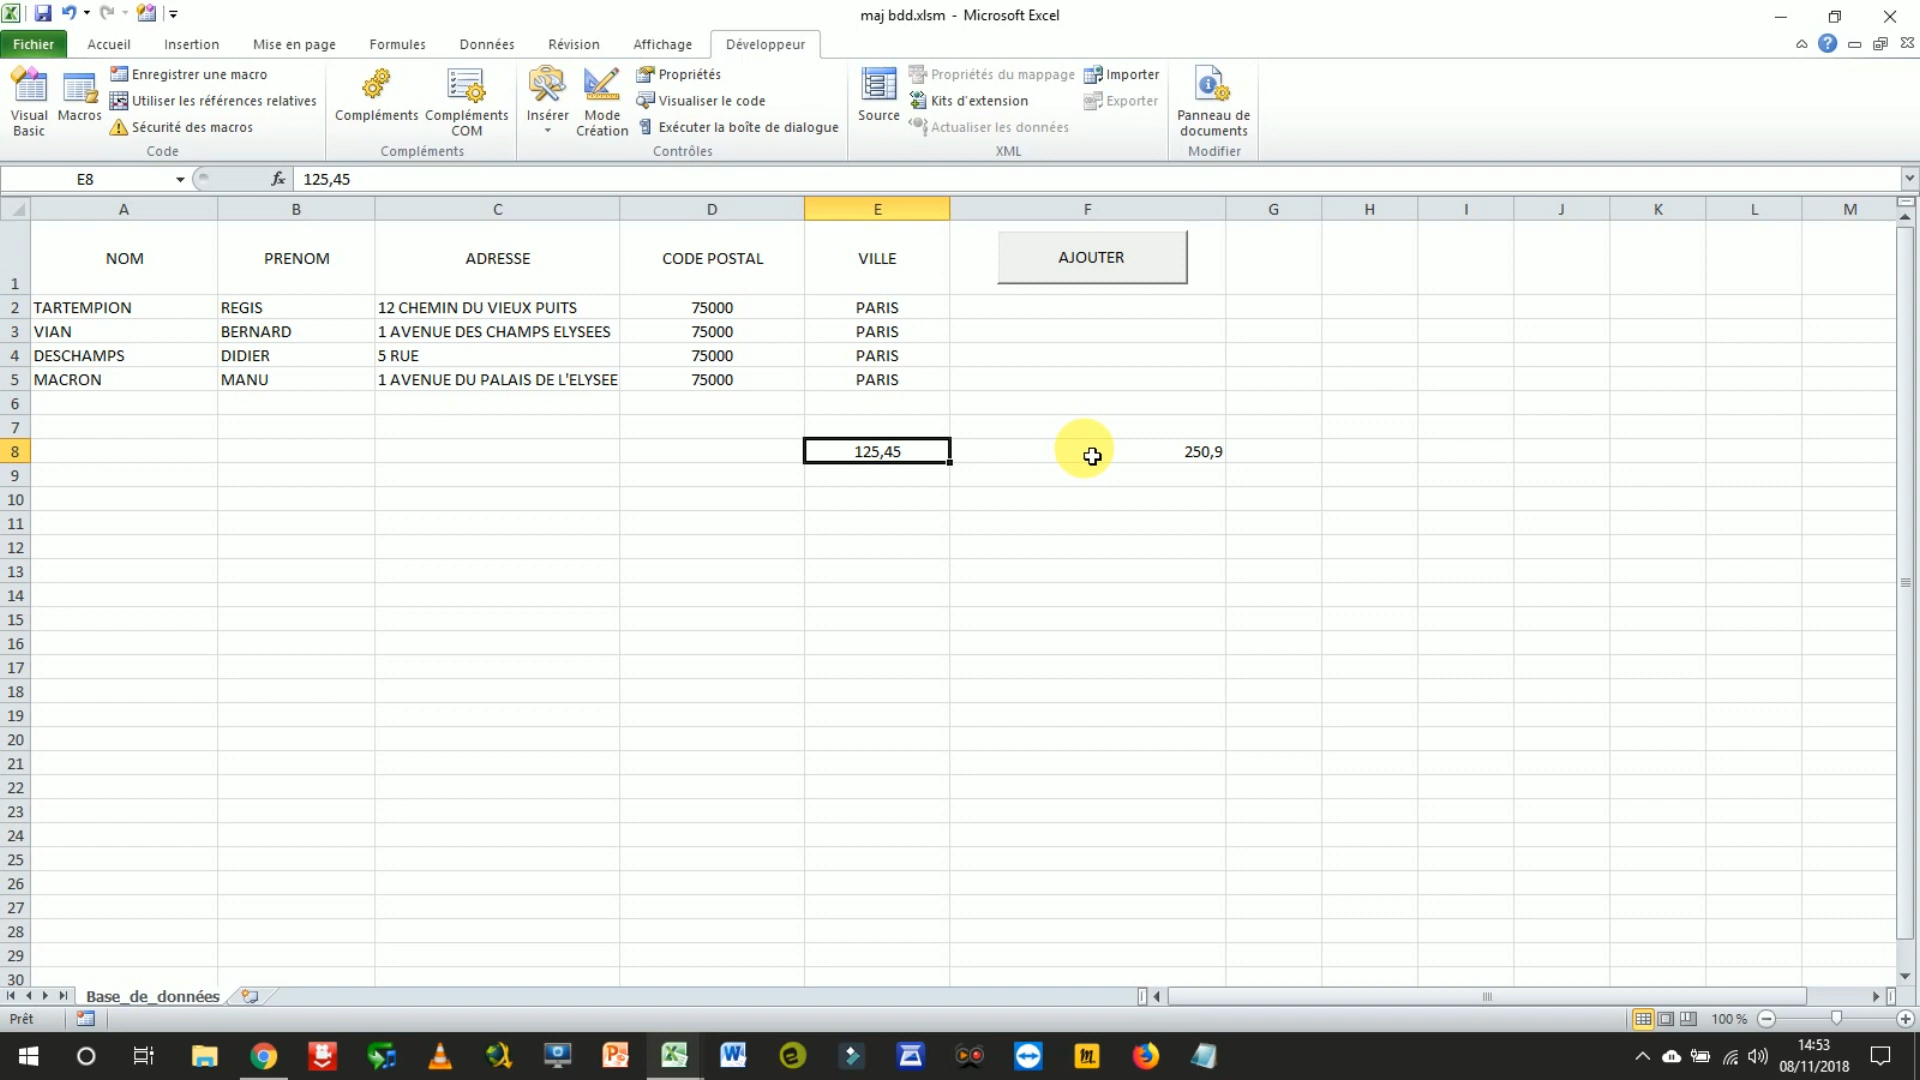 maj bdd.xlsm - Microsoft Excel
Fichier Accueil Insertion Mise en page Formules Données Révision Affichage Développeur
Visual Basic
Macros
Enregistrer une macro
Utiliser les références relatives
Sécurité des macros
Code
Compléments
Compléments COM
Compléments
Insérer
Mode Création
Propriétés
Visualiser le code
Exécuter la boîte de dialogue
Contrôles
Source
Propriétés du mappage
Kits d'extension
Actualiser les données
Importer
Exporter
XML
Panneau de documents
Modifier
E8 fx 125,45
A B C D E F G H I J K L M
1 NOM PRENOM ADRESSE CODE POSTAL VILLE AJOUTER
2 TARTEMPION REGIS 12 CHEMIN DU VIEUX PUITS 75000 PARIS
3 VIAN BERNARD 1 AVENUE DES CHAMPS ELYSEES 75000 PARIS
4 DESCHAMPS DIDIER 5 RUE 75000 PARIS
5 MACRON MANU 1 AVENUE DU PALAIS DE L'ELYSEE 75000 PARIS
6
7
8 125,45 250,9
9
10
11
12
13
14
15
16
17
18
19
20
21
22
23
24
25
26
27
28
29
30
Base_de_données
Prêt 100 %
14:53
08/11/2018